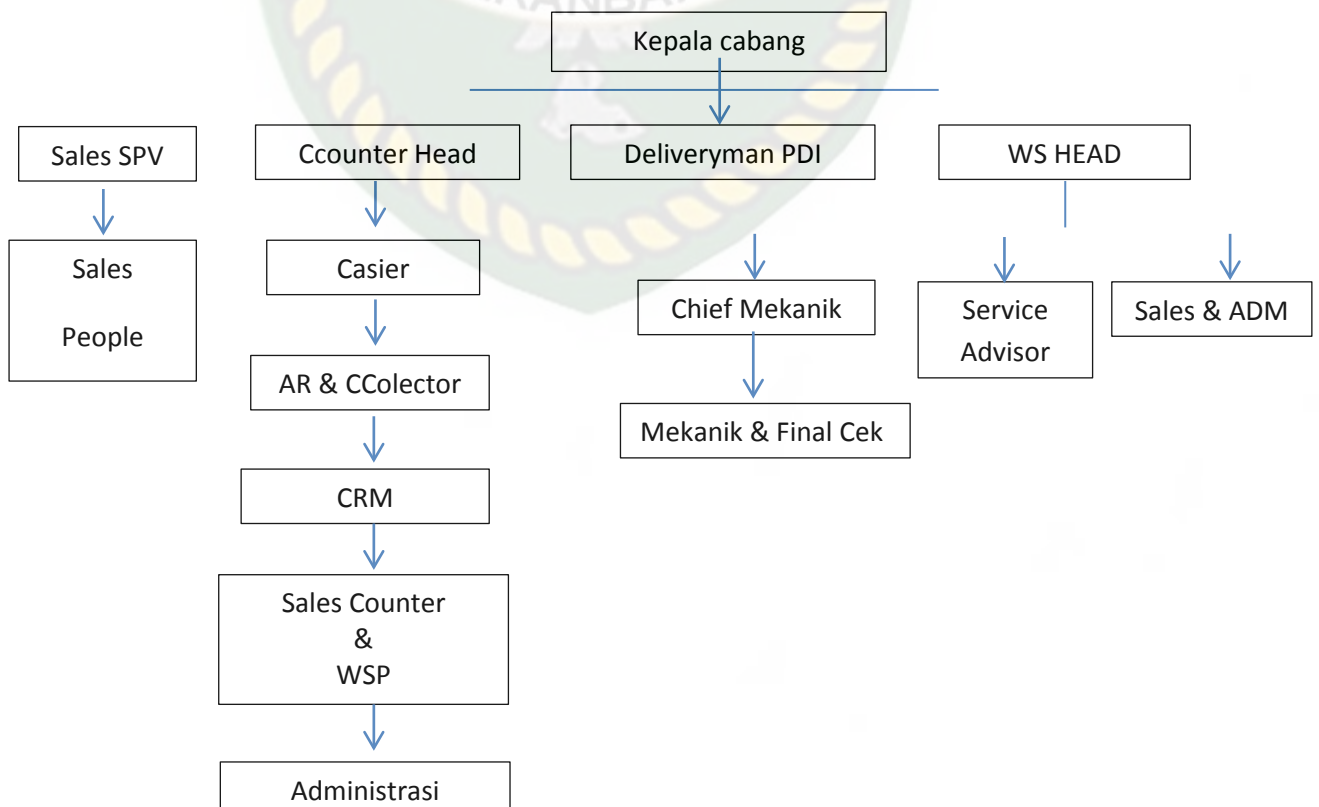 Kepala cabang
Sales SPV
Ccounter Head
Deliveryman PDI
WS HEAD
Sales
People
Casier
Chief Mekanik
Service
Advisor
Sales & ADM
AR & CColector
Mekanik & Final Cek
CRM
Sales Counter
&
WSP
Administrasi